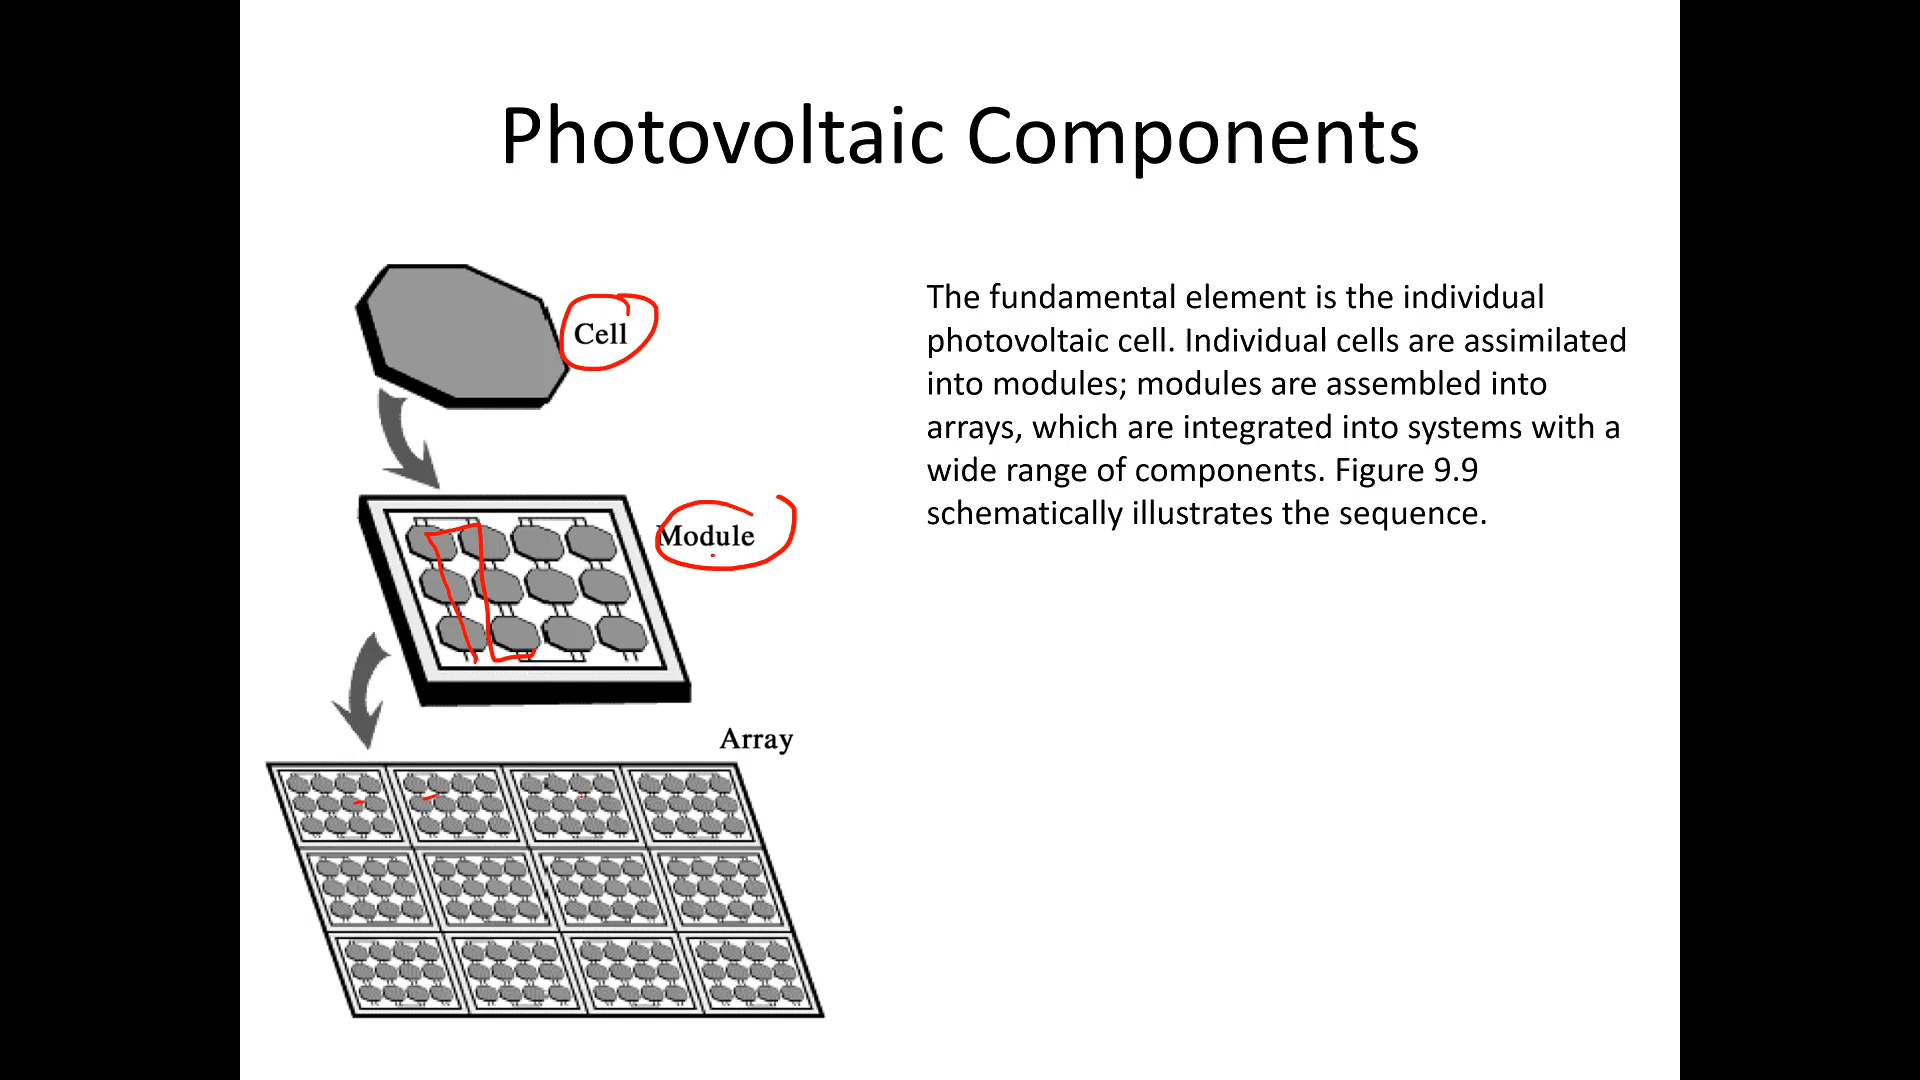 Photovoltaic Components
Cell
Module
Array
The fundamental element is the individual
photovoltaic cell. Individual cells are assimilated
into modules; modules are assembled into
arrays, which are integrated into systems with a
wide range of components. Figure 9.9
schematically illustrates the sequence.